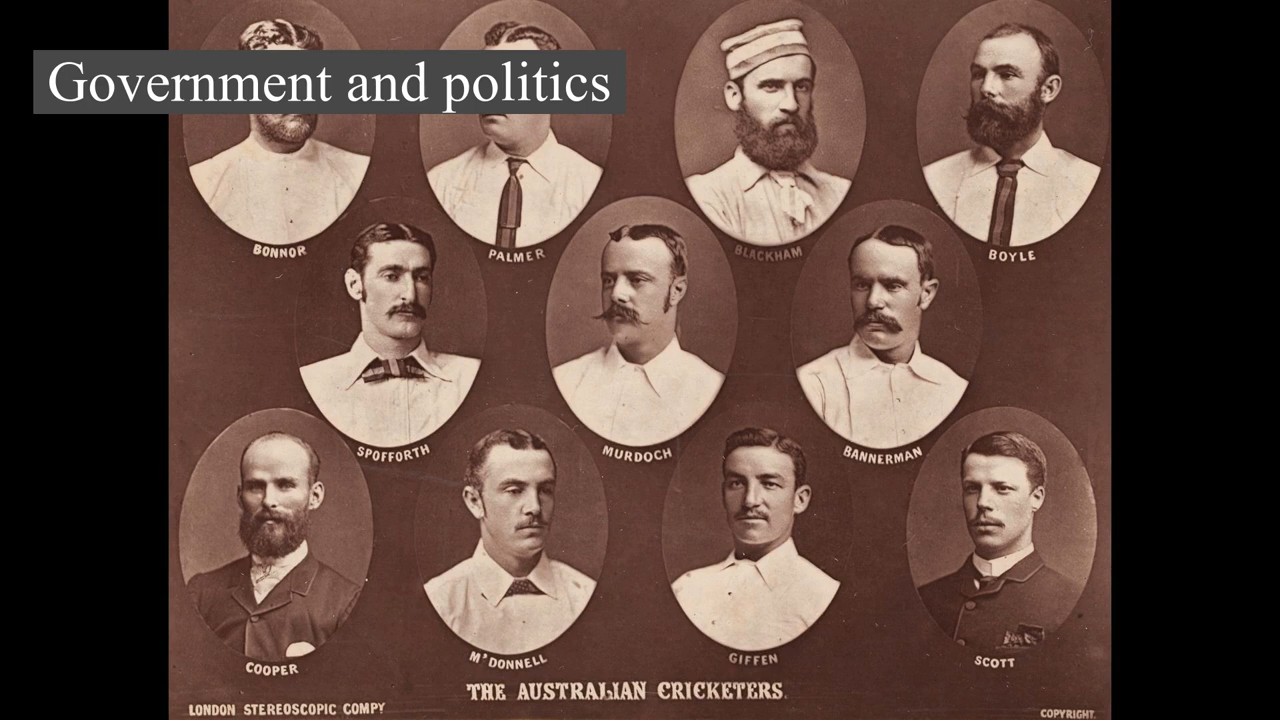 Government and politics
BONNOR
PALMER
BLACKHAM
BOYLE
SPOFFORTH
MURDOCH
BANNERMAN
COOPER
M'DONNELL
GIFFEN
SCOTT
THE AUSTRALIAN CRICKETERS.
LONDON STEREOSCOPIC COMPY
COPYRIGHT.